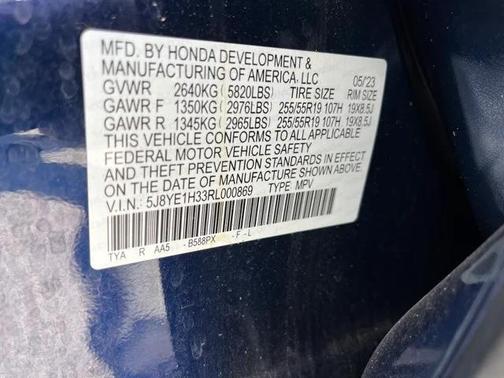 MFD. BY HONDA DEVELOPMENT &
MANUFACTURING OF AMERICA, LLC 05/23
GVWR 2640KG (5820LBS) TIRE SIZE RIM SIZE
GAWR F 1350KG (2976LBS) 255/55R19 107H 19X8.5J
GAWR R 1345KG (2965LBS) 255/55R19 107H 19X8.5J
THIS VEHICLE CONFORMS TO ALL APPLICABLE
FEDERAL MOTOR VEHICLE SAFETY
AND THEFT PREVENTION STANDARDS IN EFFECT
ON THE DATE OF MANUFACTURE SHOWN ABOVE.
V.I.N.: 5J8YE1H33RL000869 TYPE: MPV
TYA R AA5 -B588PX -F-L